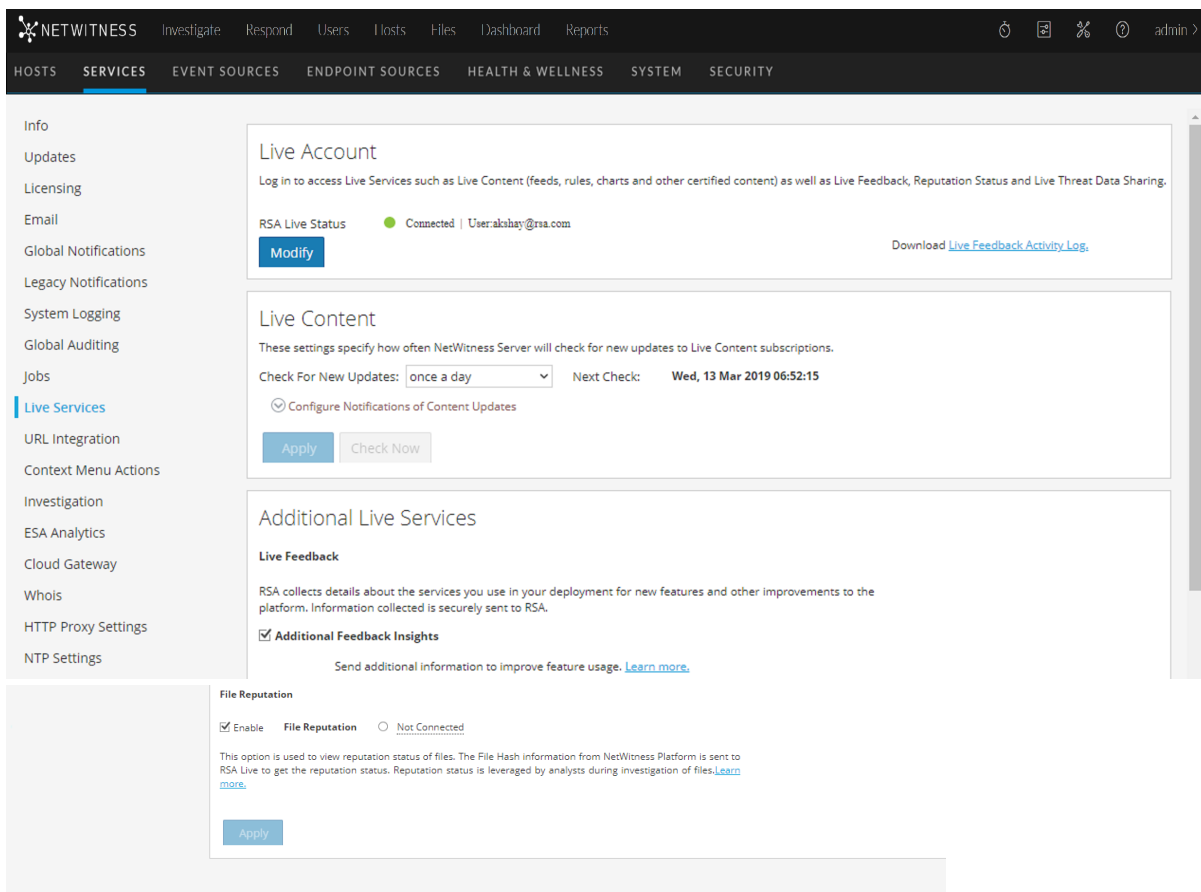 NETWITNESS Investigate Respond Users Hosts Files Dashboard Reports admin
HOSTS SERVICES EVENT SOURCES ENDPOINT SOURCES HEALTH & WELLNESS SYSTEM SECURITY
Info
Updates
Licensing
Email
Global Notifications
Legacy Notifications
System Logging
Global Auditing
Jobs
Live Services
URL Integration
Context Menu Actions
Investigation
ESA Analytics
Cloud Gateway
Whois
HTTP Proxy Settings
NTP Settings
Live Account
Log in to access Live Services such as Live Content (feeds, rules, charts and other certified content) as well as Live Feedback, Reputation Status and Live Threat Data Sharing.
RSA Live Status Connected | User:akshay@rsa.com
Modify
Download Live Feedback Activity Log.
Live Content
These settings specify how often NetWitness Server will check for new updates to Live Content subscriptions.
Check For New Updates: once a day Next Check: Wed, 13 Mar 2019 06:52:15
Configure Notifications of Content Updates
Apply Check Now
Additional Live Services
Live Feedback
RSA collects details about the services you use in your deployment for new features and other improvements to the
platform. Information collected is securely sent to RSA.
Additional Feedback Insights
Send additional information to improve feature usage. Learn more.
File Reputation
Enable File Reputation Not Connected
This option is used to view reputation status of files. The File Hash information from NetWitness Platform is sent to
RSA Live to get the reputation status. Reputation status is leveraged by analysts during investigation of files.Learn
more.
Apply